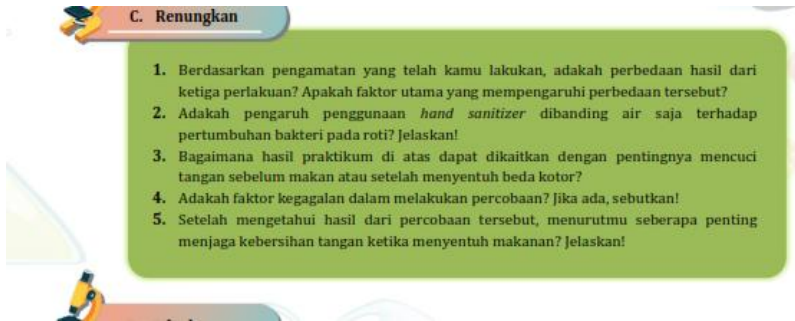 C. Renungkan
1. Berdasarkan pengamatan yang telah kamu lakukan, adakah perbedaan hasil dari
ketiga perlakuan? Apakah faktor utama yang mempengaruhi perbedaan tersebut?
2. Adakah pengaruh penggunaan hand sanitizer dibanding air saja terhadap
pertumbuhan bakteri pada roti? Jelaskan!
3. Bagaimana hasil praktikum di atas dapat dikaitkan dengan pentingnya mencuci
tangan sebelum makan atau setelah menyentuh beda kotor?
4. Adakah faktor kegagalan dalam melakukan percobaan? Jika ada, sebutkan!
5. Setelah mengetahui hasil dari percobaan tersebut, menurutmu seberapa penting
menjaga kebersihan tangan ketika menyentuh makanan? Jelaskan!